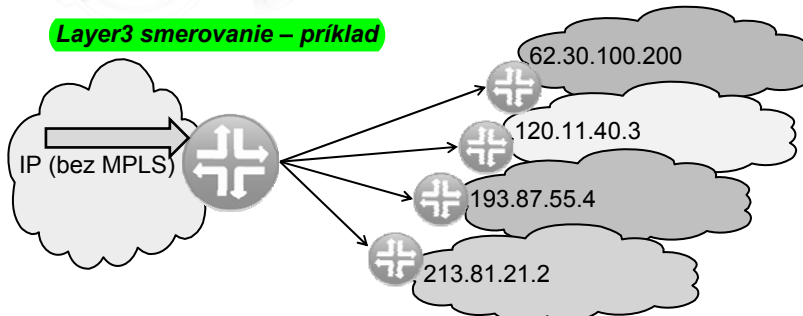 Layer3 smerovanie – príklad
62.30.100.200
120.11.40.3
IP (bez MPLS)
193.87.55.4
213.81.21.2